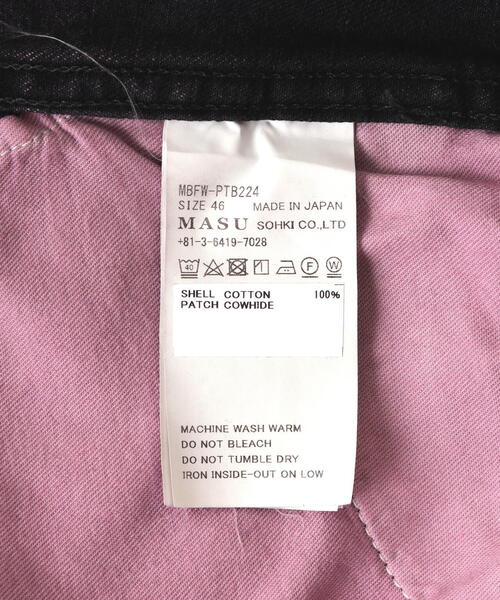 MBFW-PTB224
SIZE 46 MADE IN JAPAN
MASU SOHKI CO.,LTD
+81-3-6419-7028
40 F W
SHELL COTTON 100%
PATCH COWHIDE
MACHINE WASH WARM
DO NOT BLEACH
DO NOT TUMBLE DRY
IRON INSIDE-OUT ON LOW